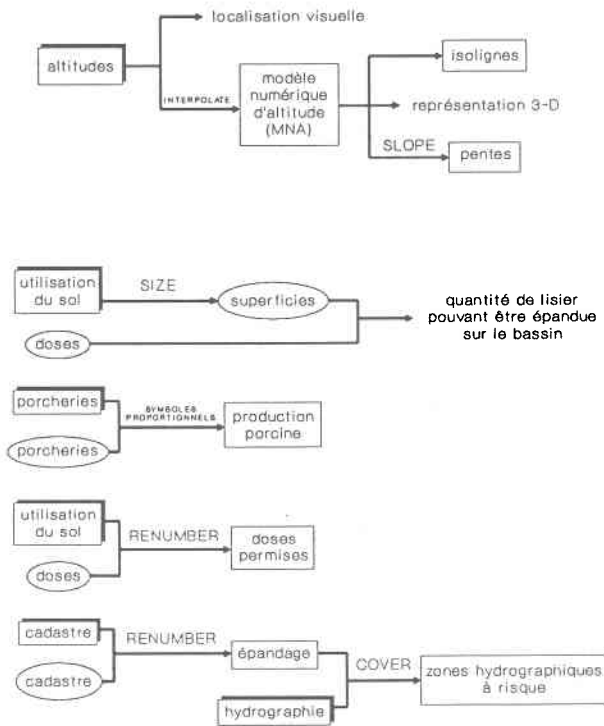 localisation visuelle
altitudes
INTERPOLATE
modèle
numérique
d'altitude
(MNA)
isolignes
représentation 3-D
SLOPE
pentes
utilisation
du sol
SIZE
superficies
doses
quantité de lisier
pouvant être épandue
sur le bassin
porcheries
SYMBOLES
PROPORTIONNELS
production
porcine
porcheries
utilisation
du sol
RENUMBER
doses
permises
doses
cadastre
RENUMBER
épandage
cadastre
COVER
zones hydrographiques
à risque
hydrographie